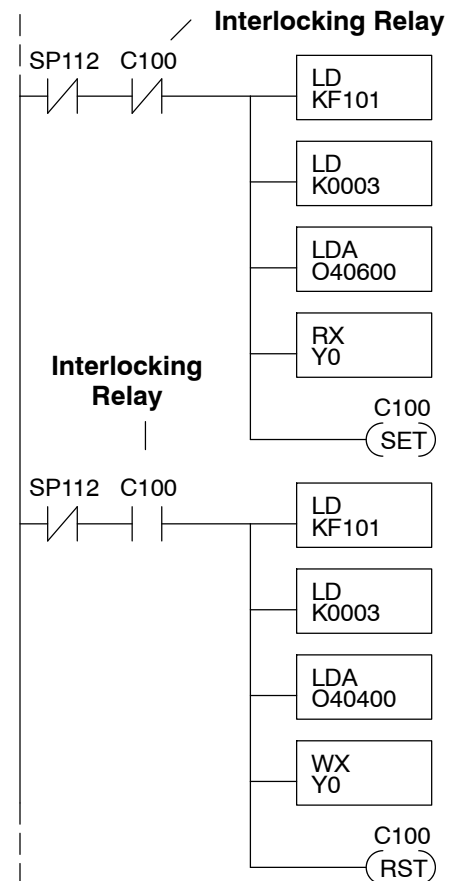 Interlocking Relay
SP112 C100
LD
KF101
LD
K0003
LDA
O40600
RX
Y0
C100
SET
Interlocking
Relay
SP112 C100
LD
KF101
LD
K0003
LDA
O40400
WX
Y0
C100
RST